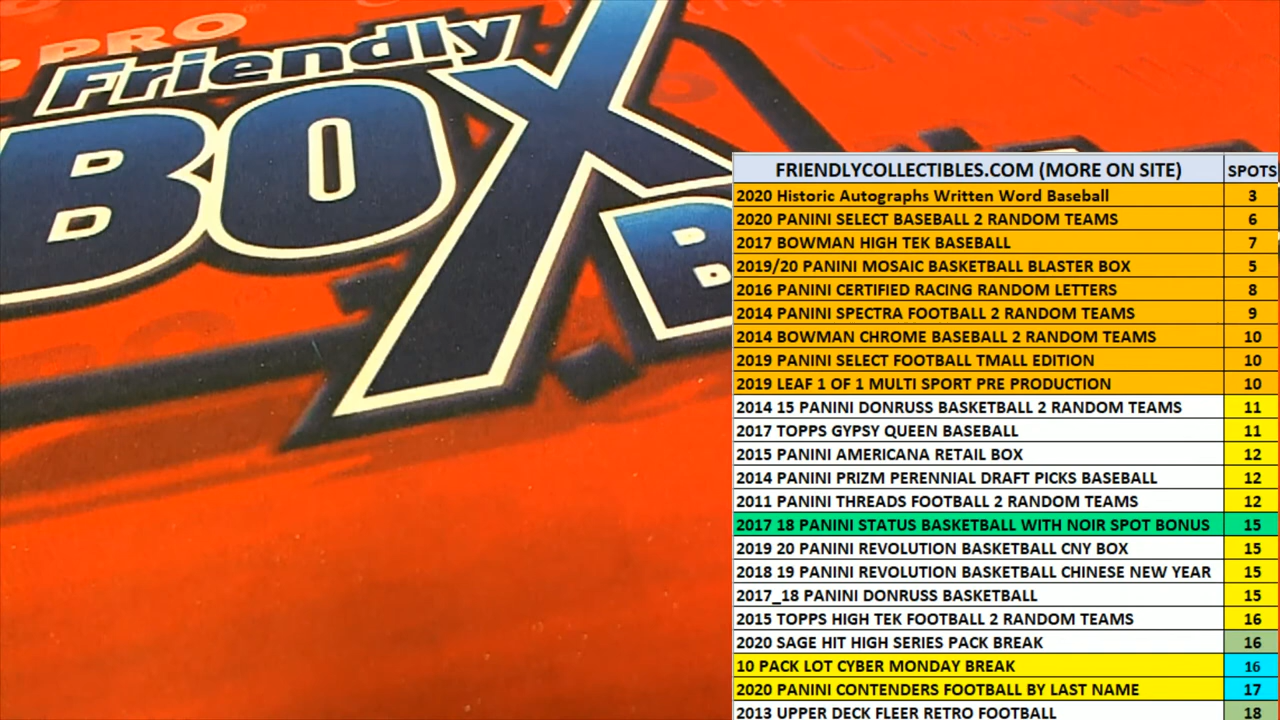 PRO
Friendly
BOX
B
FRIENDLYCOLLECTIBLES.COM (MORE ON SITE) SPOTS
2020 Historic Autographs Written Word Baseball 3
2020 PANINI SELECT BASEBALL 2 RANDOM TEAMS 6
2017 BOWMAN HIGH TEK BASEBALL 7
2019/20 PANINI MOSAIC BASKETBALL BLASTER BOX 5
2016 PANINI CERTIFIED RACING RANDOM LETTERS 8
2014 PANINI SPECTRA FOOTBALL 2 RANDOM TEAMS 9
2014 BOWMAN CHROME BASEBALL 2 RANDOM TEAMS 10
2019 PANINI SELECT FOOTBALL TMALL EDITION 10
2019 LEAF 1 OF 1 MULTI SPORT PRE PRODUCTION 10
2014 15 PANINI DONRUSS BASKETBALL 2 RANDOM TEAMS 11
2017 TOPPS GYPSY QUEEN BASEBALL 11
2015 PANINI AMERICANA RETAIL BOX 12
2014 PANINI PRIZM PERENNIAL DRAFT PICKS BASEBALL 12
2011 PANINI THREADS FOOTBALL 2 RANDOM TEAMS 12
2017 18 PANINI STATUS BASKETBALL WITH NOIR SPOT BONUS 15
2019 20 PANINI REVOLUTION BASKETBALL CNY BOX 15
2018 19 PANINI REVOLUTION BASKETBALL CHINESE NEW YEAR 15
2017_18 PANINI DONRUSS BASKETBALL 15
2015 TOPPS HIGH TEK FOOTBALL 2 RANDOM TEAMS 16
2020 SAGE HIT HIGH SERIES PACK BREAK 16
10 PACK LOT CYBER MONDAY BREAK 16
2020 PANINI CONTENDERS FOOTBALL BY LAST NAME 17
2013 UPPER DECK FLEER RETRO FOOTBALL 18